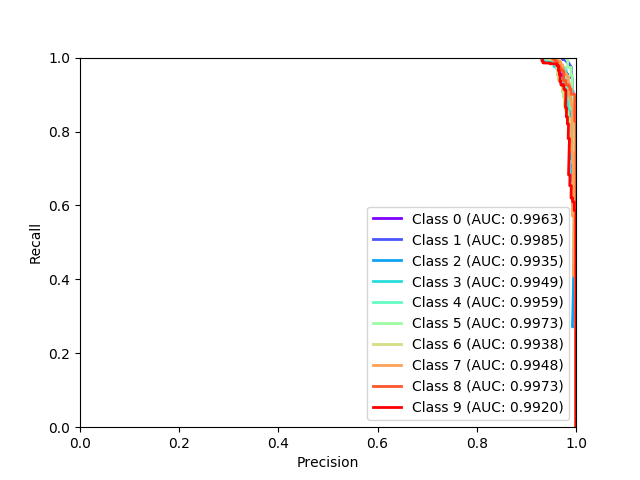 1.0
0.8
0.6
0.4
0.2
0.0
Recall
Class 0 (AUC: 0.9963)
Class 1 (AUC: 0.9985)
Class 2 (AUC: 0.9935)
Class 3 (AUC: 0.9949)
Class 4 (AUC: 0.9959)
Class 5 (AUC: 0.9973)
Class 6 (AUC: 0.9938)
Class 7 (AUC: 0.9948)
Class 8 (AUC: 0.9973)
Class 9 (AUC: 0.9920)
0.0 0.2 0.4 0.6 0.8 1.0
Precision